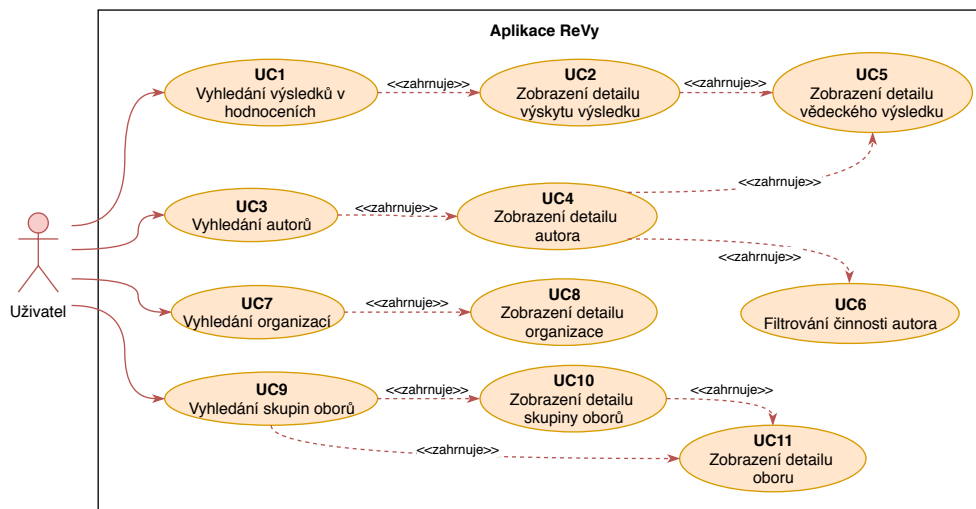 Aplikace ReVy
UC1
Vyhledání výsledků v
hodnoceních
<<zahrnuje>>
UC2
Zobrazení detailu
výskytu výsledku
<<zahrnuje>>
UC5
Zobrazení detailu
vědeckého výsledku
<<zahrnuje>>
UC3
Vyhledání autorů
<<zahrnuje>>
UC4
Zobrazení detailu
autora
<<zahrnuje>>
Uživatel
UC7
Vyhledání organizací
<<zahrnuje>>
UC8
Zobrazení detailu
organizace
UC6
Filtrování činnosti autora
UC9
Vyhledání skupin oborů
<<zahrnuje>>
UC10
Zobrazení detailu
skupiny oborů
<<zahrnuje>>
<<zahrnuje>>
UC11
Zobrazení detailu
oboru